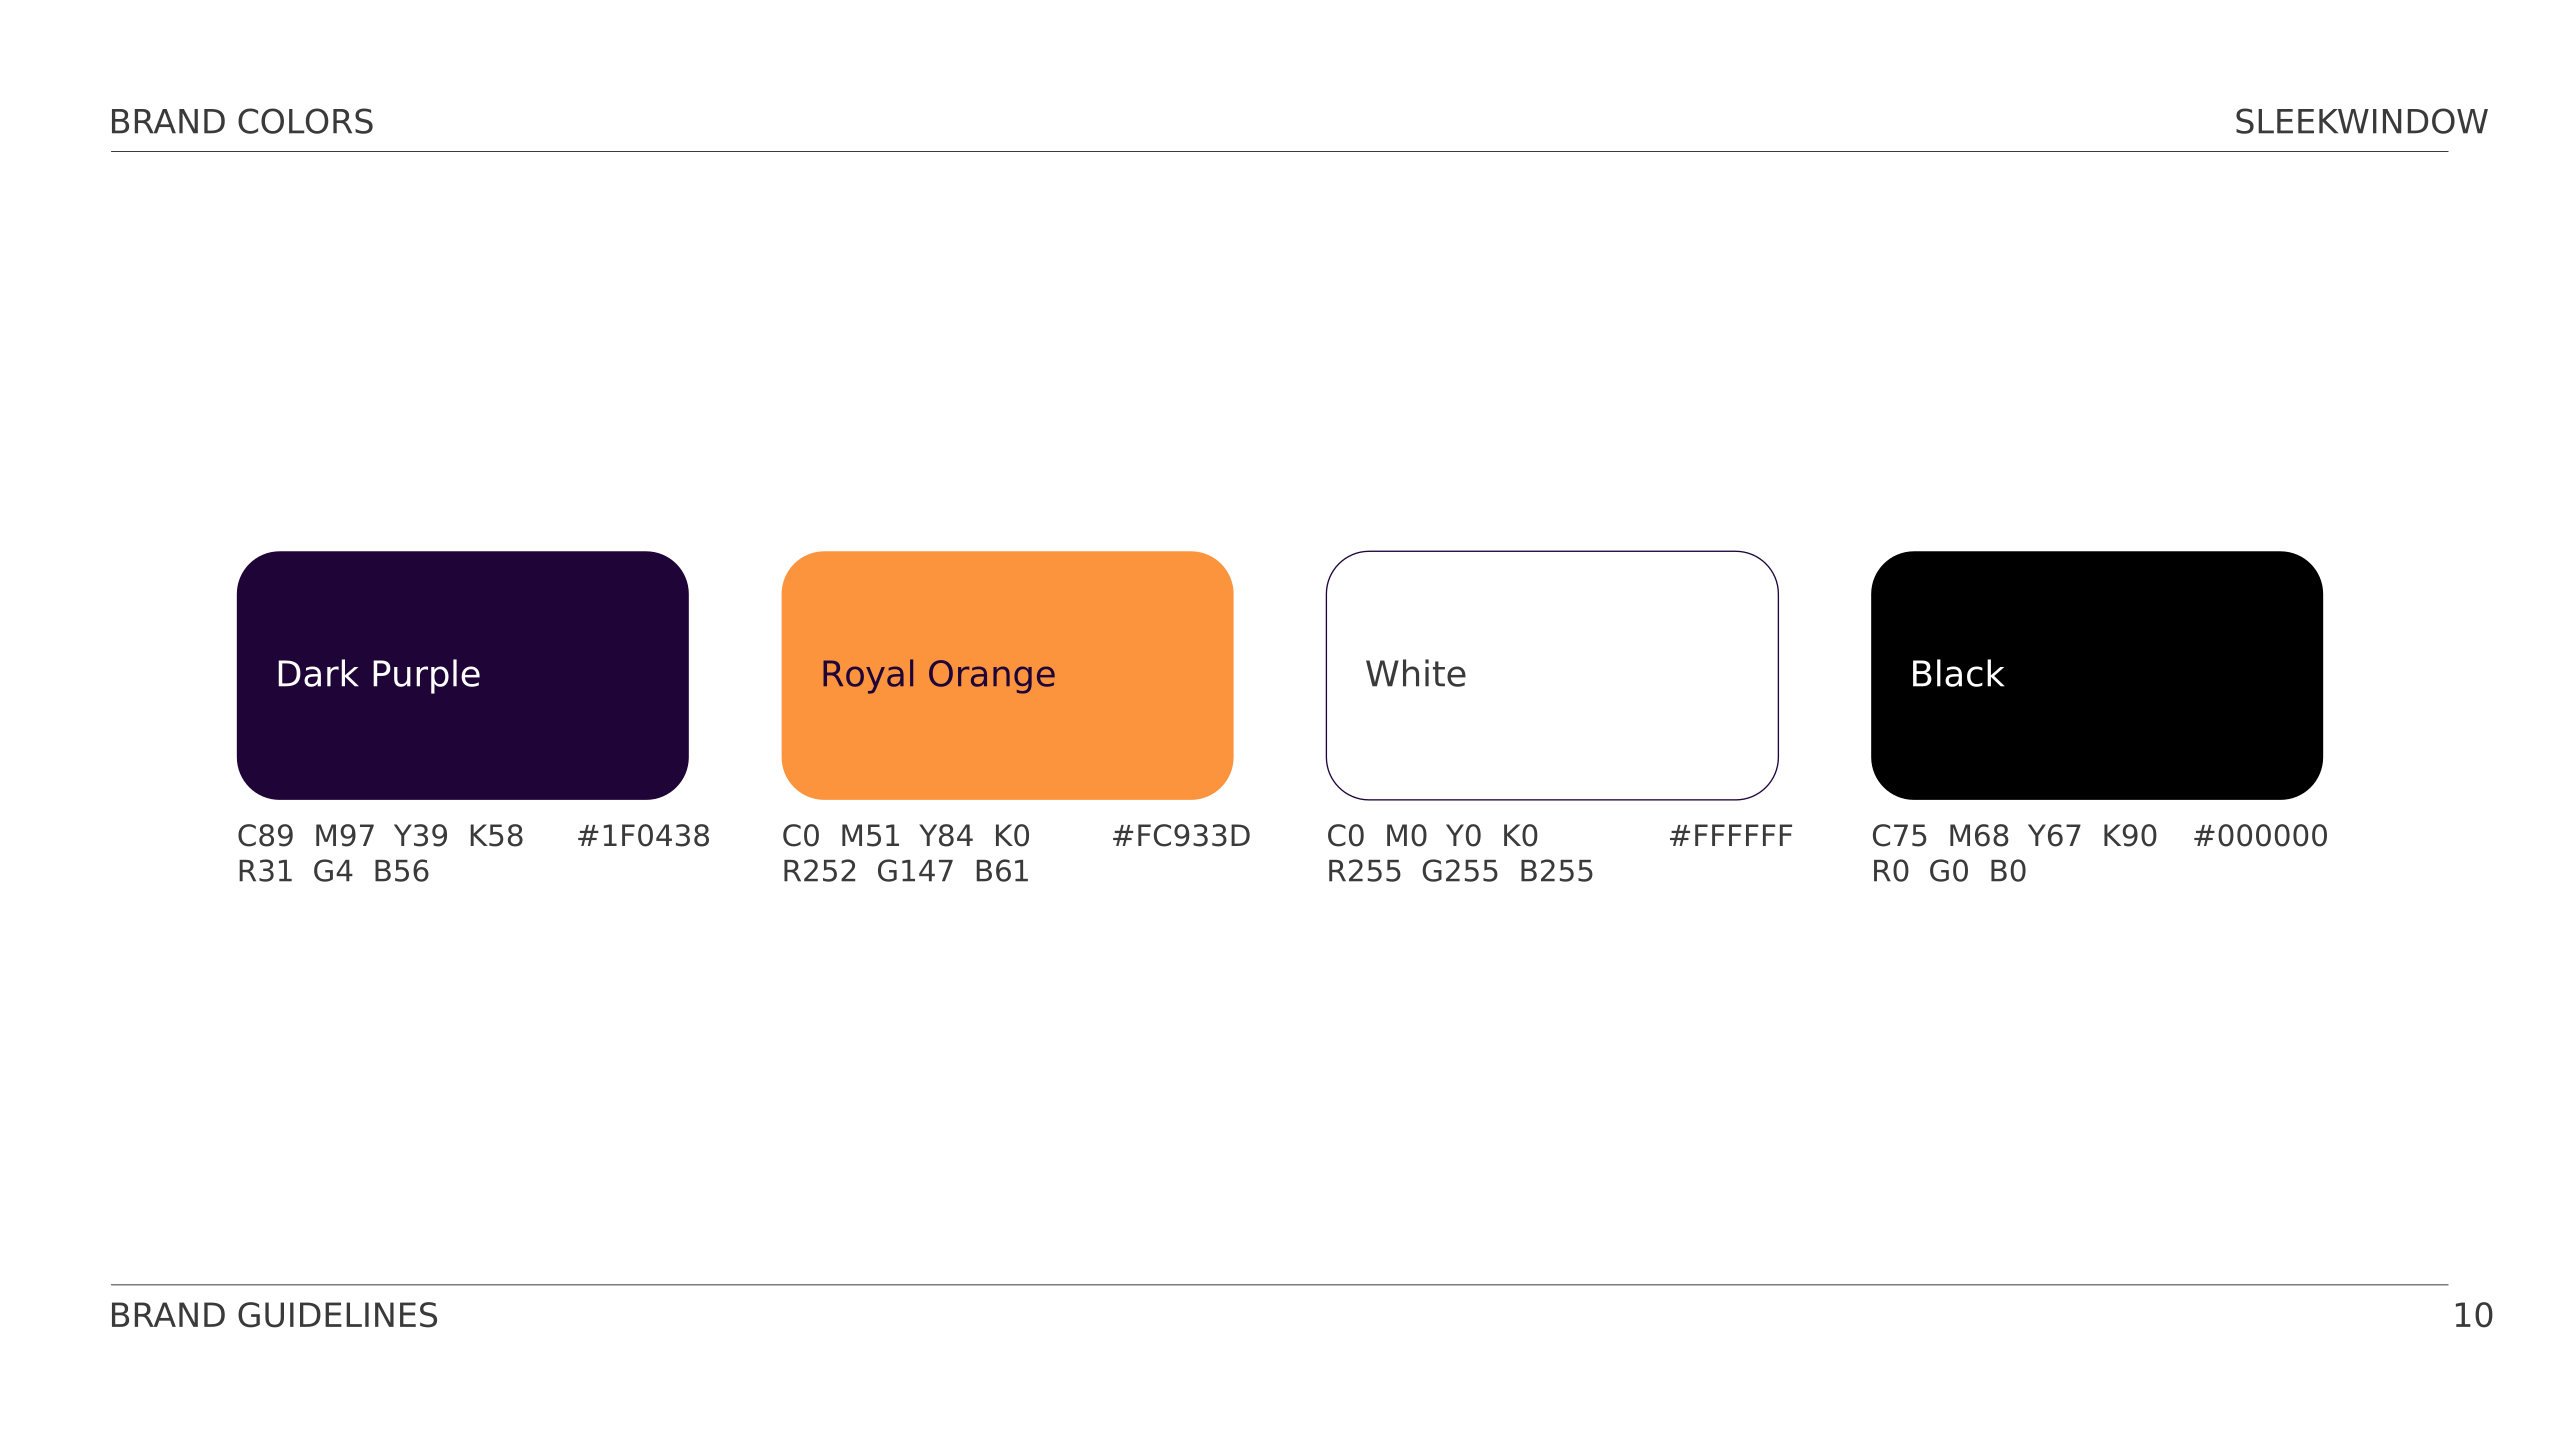 BRAND COLORS
SLEEKWINDOW
Dark Purple
Royal Orange
White
Black
C89 M97 Y39 K58 #1F0438
R31 G4 B56
C0 M51 Y84 K0 #FC933D
R252 G147 B61
C0 M0 Y0 K0 #FFFFFF
R255 G255 B255
C75 M68 Y67 K90 #000000
R0 G0 B0
BRAND GUIDELINES
10